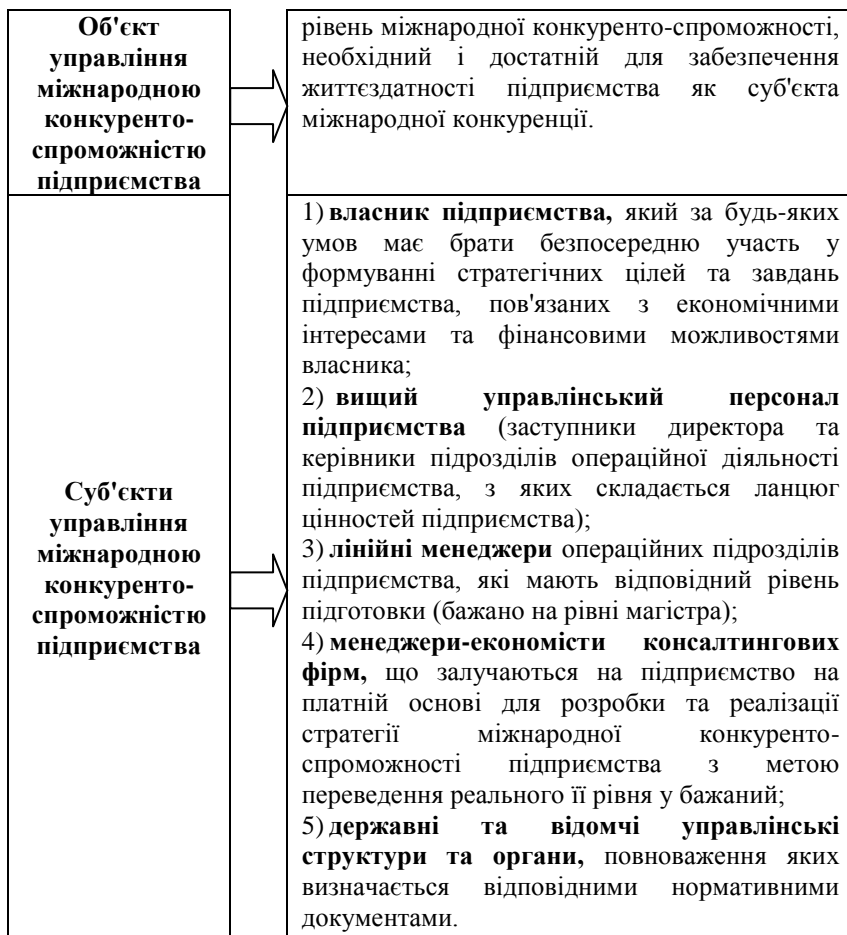 Об'єкт
управління
міжнародною
конкуренто-
спроможністю
підприємства
рівень міжнародної конкуренто-спроможності,
необхідний і достатній для забезпечення
життєздатності підприємства як суб'єкта
міжнародної конкуренції.
Суб'єкти
управління
міжнародною
конкуренто-
спроможністю
підприємства
1) власник підприємства, який за будь-яких
умов має брати безпосередню участь у
формуванні стратегічних цілей та завдань
підприємства, пов'язаних з економічними
інтересами та фінансовими можливостями
власника;
2) вищий управлінський персонал
підприємства (заступники директора та
керівники підрозділів операційної діяльності
підприємства, з яких складається ланцюг
цінностей підприємства);
3) лінійні менеджери операційних підрозділів
підприємства, які мають відповідний рівень
підготовки (бажано на рівні магістра);
4) менеджери-економісти консалтингових
фірм, що залучаються на підприємство на
платній основі для розробки та реалізації
стратегії міжнародної конкуренто-
спроможності підприємства з метою
переведення реального її рівня у бажаний;
5) державні та відомчі управлінські
структури та органи, повноваження яких
визначається відповідними нормативними
документами.